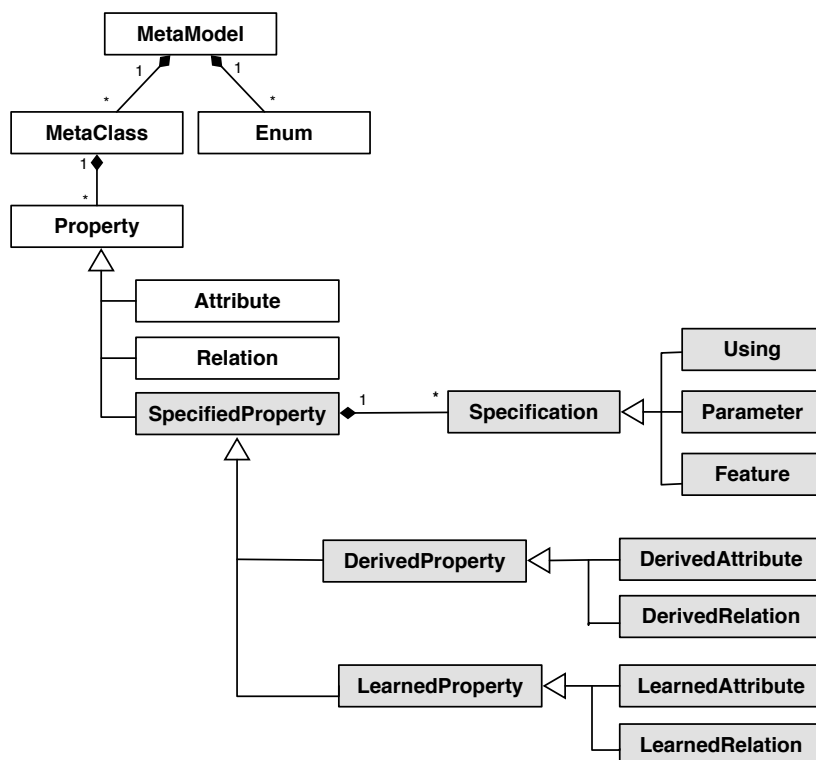 MetaModel
1
1
*
*
MetaClass
Enum
1
*
Property
Attribute
Relation
SpecifiedProperty
1
*
Specification
Using
Parameter
Feature
DerivedProperty
DerivedAttribute
DerivedRelation
LearnedProperty
LearnedAttribute
LearnedRelation